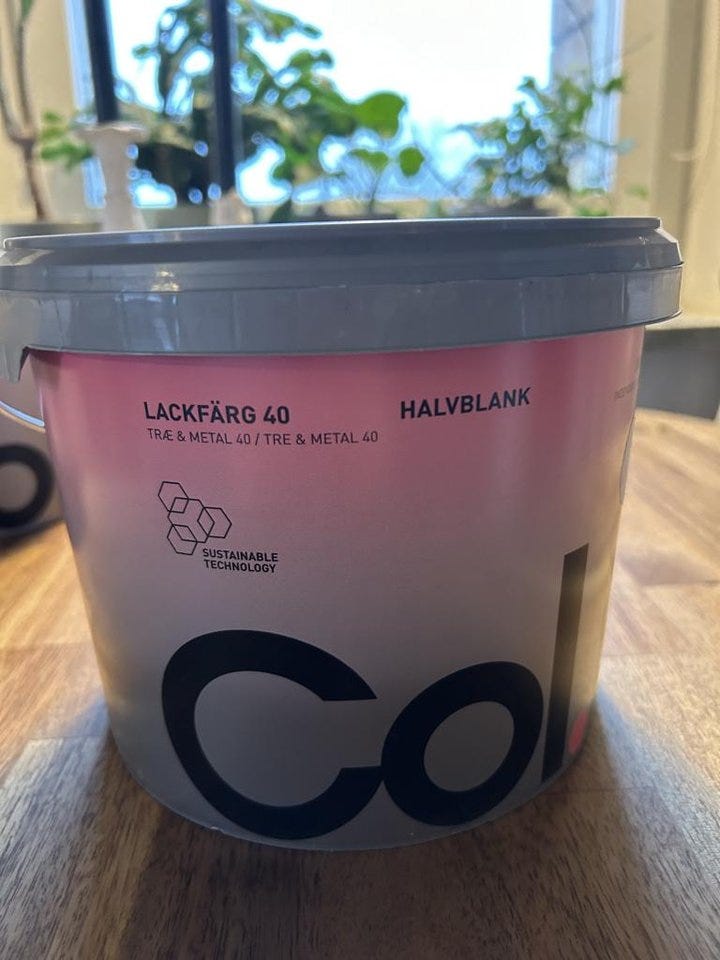 LACKFÄRG 40
TRÆ & METAL 40 / TRE & METAL 40
HALVBLANK
SUSTAINABLE
TECHNOLOGY
Col.